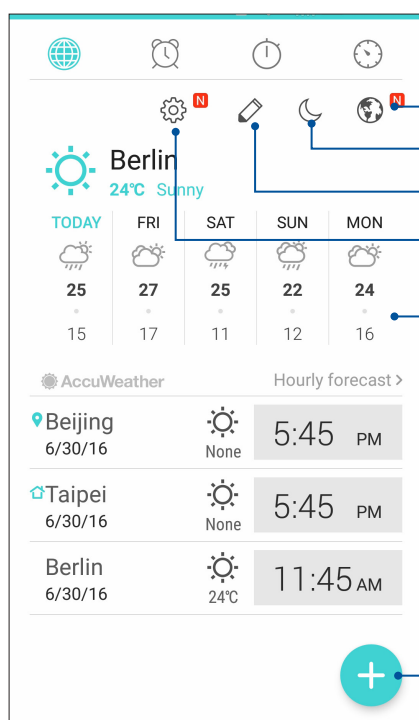 N
N
Berlin
24℃ Sunny
TODAY FRI SAT SUN MON
25 27 25 22 24
15 17 11 12 16
AccuWeather Hourly forecast >
Beijing
6/30/16
None
5:45 PM
Taipei
6/30/16
None
5:45 PM
Berlin
6/30/16
24℃
11:45 AM